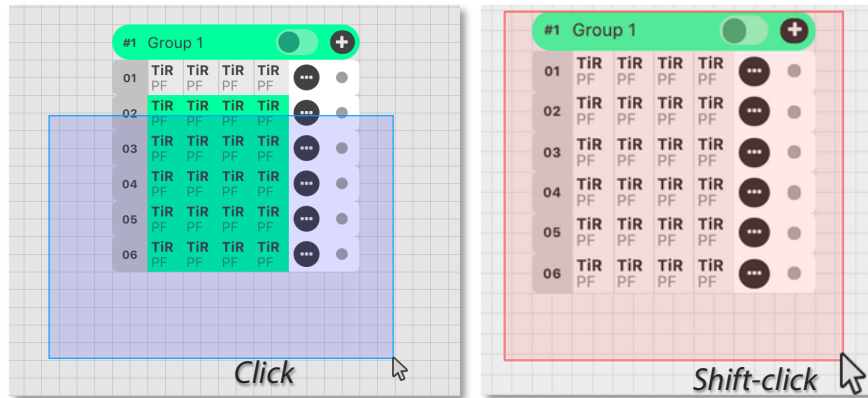 #1 Group 1
01 TiR TiR TiR TiR
PF PF PF PF
02 TiR TiR TiR TiR
PF PF PF PF
03 TiR TiR TiR TiR
PF PF PF PF
04 TiR TiR TiR TiR
PF PF PF PF
05 TiR TiR TiR TiR
PF PF PF PF
06 TiR TiR TiR TiR
PF PF PF PF
Click
#1 Group 1
01 TiR TiR TiR TiR
PF PF PF PF
02 TiR TiR TiR TiR
PF PF PF PF
03 TiR TiR TiR TiR
PF PF PF PF
04 TiR TiR TiR TiR
PF PF PF PF
05 TiR TiR TiR TiR
PF PF PF PF
06 TiR TiR TiR TiR
PF PF PF PF
Shift-click